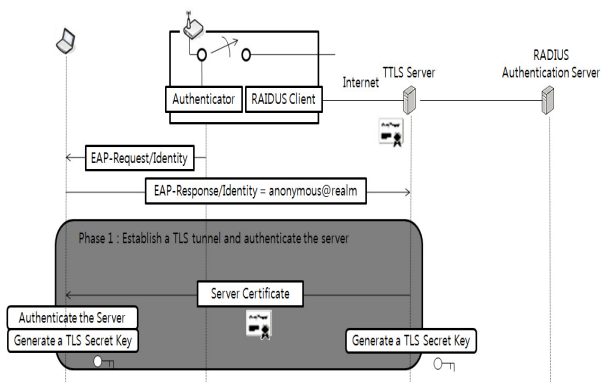 RADIUS
Authentication Server
TTLS Server
Internet
Authenticator
RAIDUS Client
EAP-Request/Identity
EAP-Response/Identity = anonymous@realm
Phase 1 : Establish a TLS tunnel and authenticate the server
Server Certificate
Authenticate the Server
Generate a TLS Secret Key
Generate a TLS Secret Key